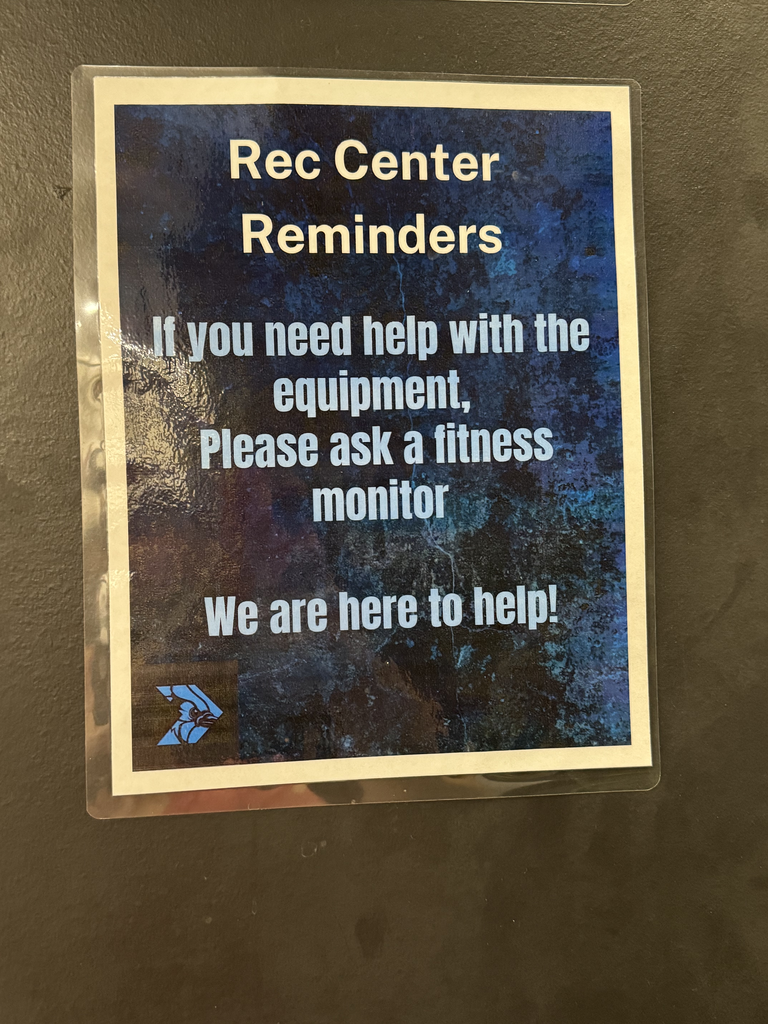 Rec Center
Reminders
If you need help with the
equipment,
Please ask a fitness
monitor
We are here to help!